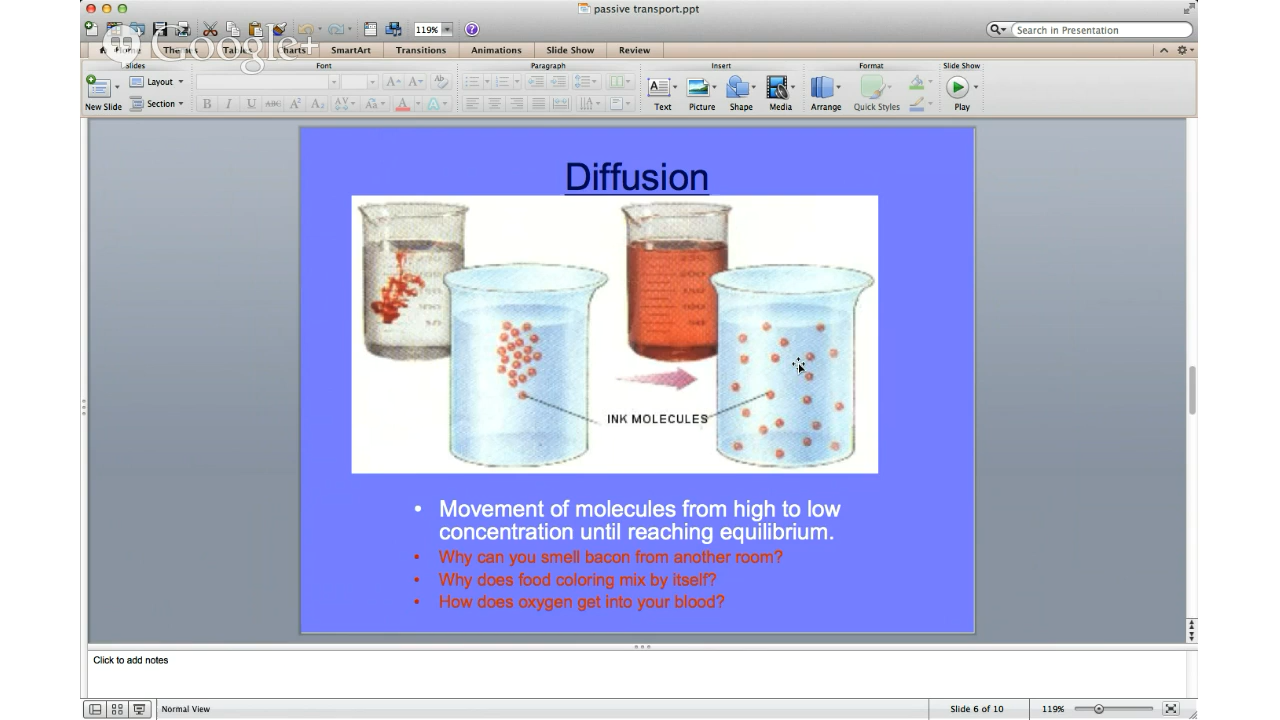 passive transport.ppt
119%
Search in Presentation
Google+
Home Themes Tables Charts SmartArt Transitions Animations Slide Show Review
Slides Font Paragraph Insert Format Slide Show
Layout
New Slide Section Text Picture Shape Media Arrange Quick Styles Play
Diffusion
INK MOLECULES
• Movement of molecules from high to low
concentration until reaching equilibrium.
• Why can you smell bacon from another room?
• Why does food coloring mix by itself?
• How does oxygen get into your blood?
Click to add notes
Normal View Slide 6 of 10 119%